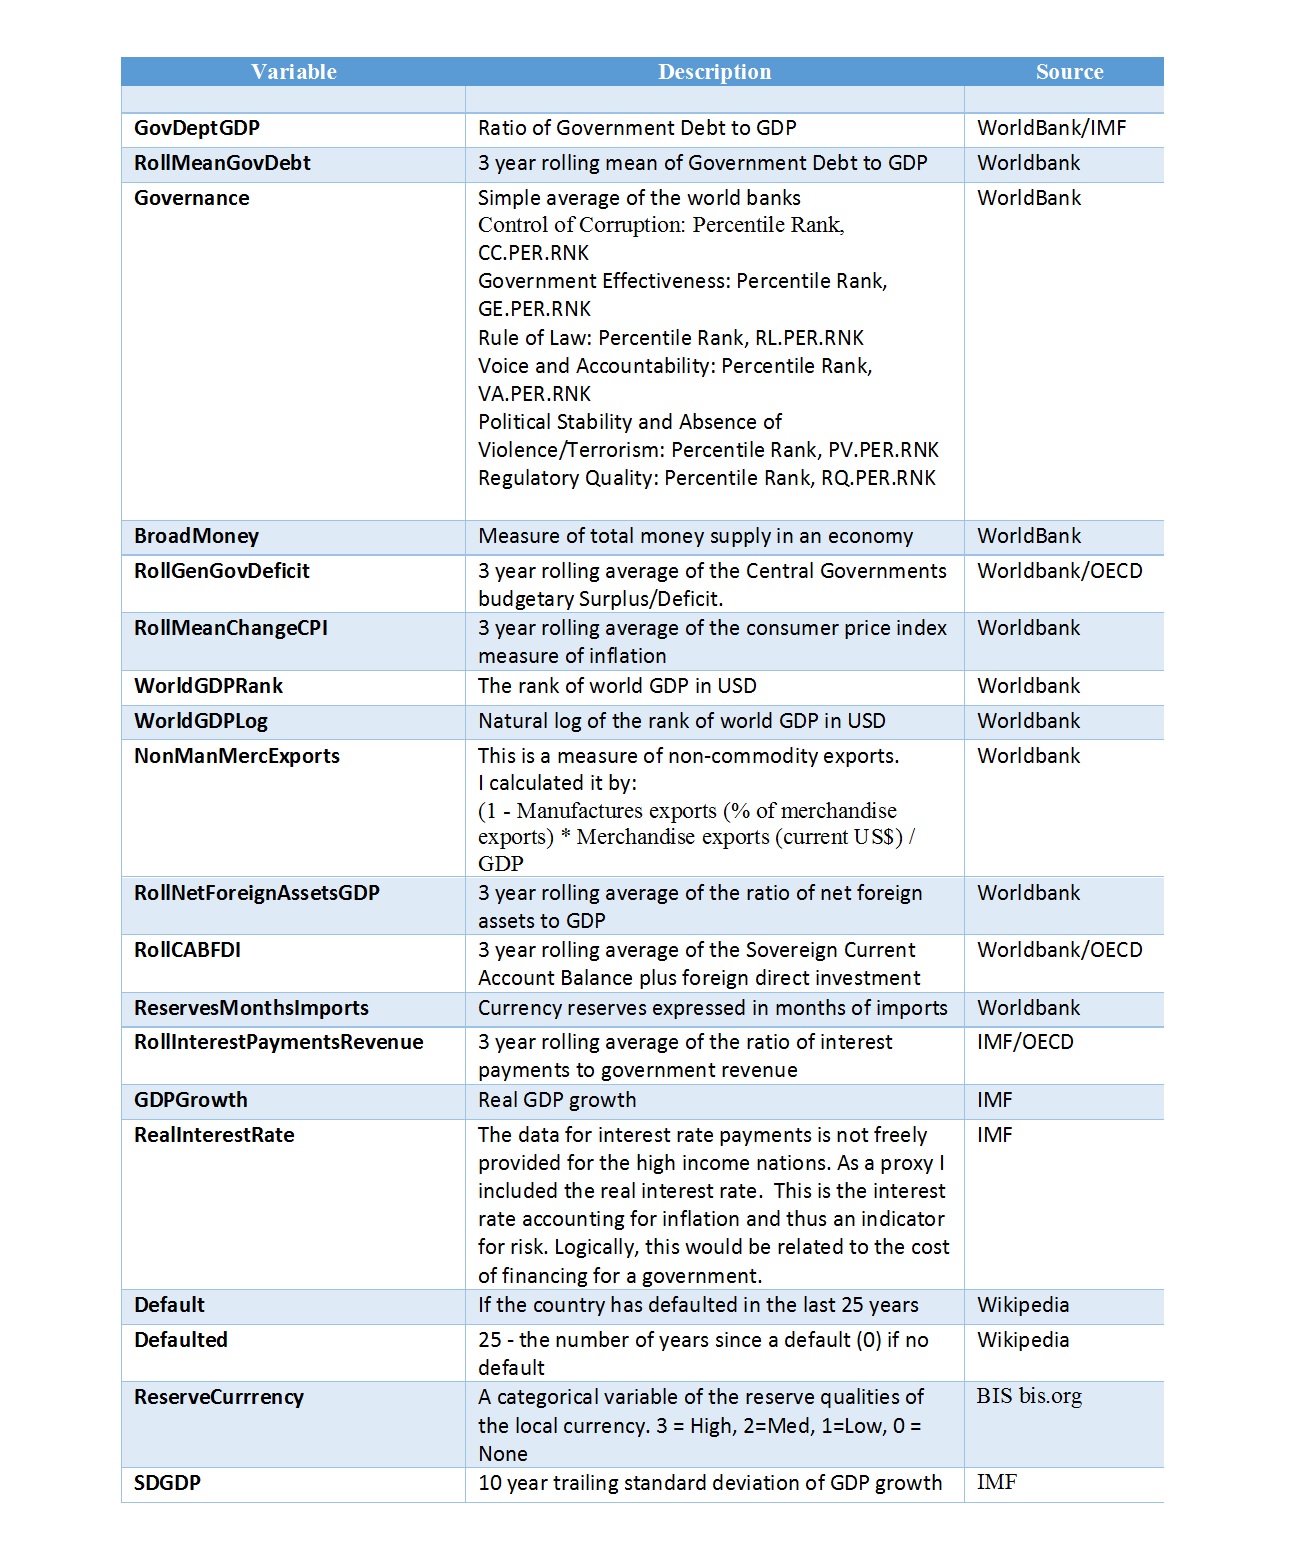 Variable Description Source
GovDeptGDP Ratio of Government Debt to GDP WorldBank/IMF
RollMeanGovDebt 3 year rolling mean of Government Debt to GDP Worldbank
Governance Simple average of the world banks WorldBank
Control of Corruption: Percentile Rank,
CC.PER.RNK
Government Effectiveness: Percentile Rank,
GE.PER.RNK
Rule of Law: Percentile Rank, RL.PER.RNK
Voice and Accountability: Percentile Rank,
VA.PER.RNK
Political Stability and Absence of
Violence/Terrorism: Percentile Rank, PV.PER.RNK
Regulatory Quality: Percentile Rank, RQ.PER.RNK
BroadMoney Measure of total money supply in an economy WorldBank
RollGenGovDeficit 3 year rolling average of the Central Governments Worldbank/OECD
budgetary Surplus/Deficit.
RollMeanChangeCPI 3 year rolling average of the consumer price index Worldbank
measure of inflation
WorldGDPRank The rank of world GDP in USD Worldbank
WorldGDPLog Natural log of the rank of world GDP in USD Worldbank
NonManMercExports This is a measure of non-commodity exports. Worldbank
I calculated it by:
(1 - Manufactures exports (% of merchandise
exports) * Merchandise exports (current US$) /
GDP
RollNetForeignAssetsGDP 3 year rolling average of the ratio of net foreign Worldbank
assets to GDP
RollCABFDI 3 year rolling average of the Sovereign Current Worldbank/OECD
Account Balance plus foreign direct investment
ReservesMonthsImports Currency reserves expressed in months of imports Worldbank
RollInterestPaymentsRevenue 3 year rolling average of the ratio of interest IMF/OECD
payments to government revenue
GDPGrowth Real GDP growth IMF
RealInterestRate The data for interest rate payments is not freely IMF
provided for the high income nations. As a proxy I
included the real interest rate.  This is the interest
rate accounting for inflation and thus an indicator
for risk. Logically, this would be related to the cost
of financing for a government.
Default If the country has defaulted in the last 25 years Wikipedia
Defaulted 25 - the number of years since a default (0) if no Wikipedia
default
ReserveCurrrency A categorical variable of the reserve qualities of BIS bis.org
the local currency. 3 = High, 2=Med, 1=Low, 0 =
None
SDGDP 10 year trailing standard deviation of GDP growth IMF